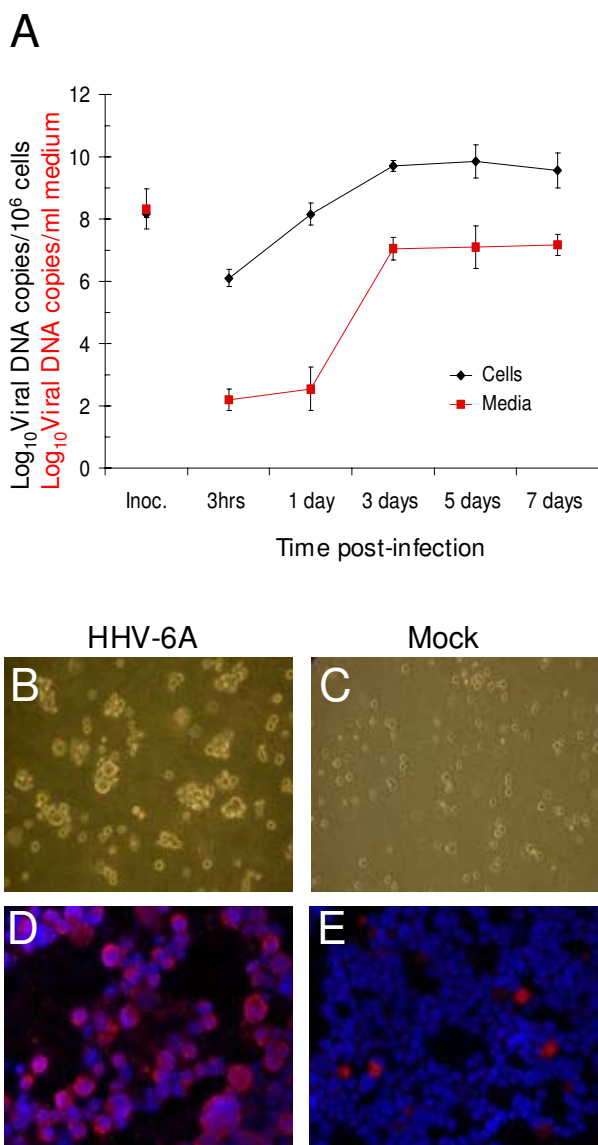 A
Log₁₀Viral DNA copies/10⁶ cells
Log₁₀Viral DNA copies/ml medium
12
10
8
6
4
2
0
Cells
Media
Inoc. 3hrs 1 day 3 days 5 days 7 days
Time post-infection
HHV-6A Mock
B C
D E